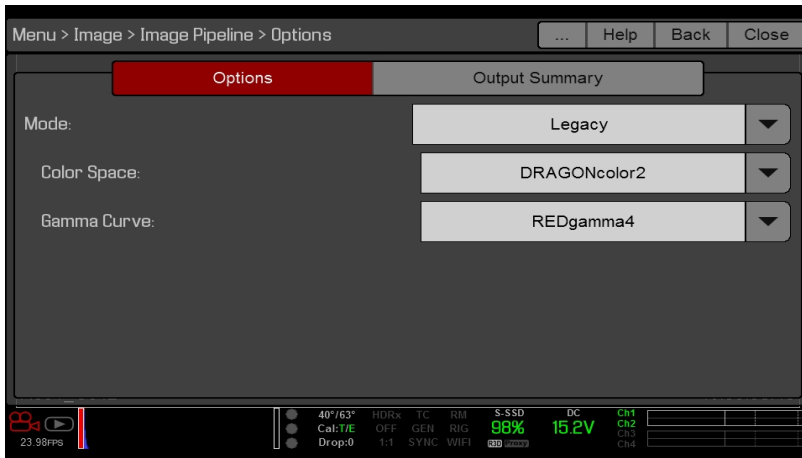 Menu > Image > Image Pipeline > Options ... Help Back Close
Options Output Summary
Mode: Legacy
Color Space: DRAGONcolor2
Gamma Curve: REDgamma4
40°/63° HDRx TC RM S-SSD DC Ch1
Cal:T/E OFF GEN RIG 98% 15.2V Ch2
Ch3
23.98FPS Drop:0 1:1 SYNC WIFI R3D Proxy Ch4